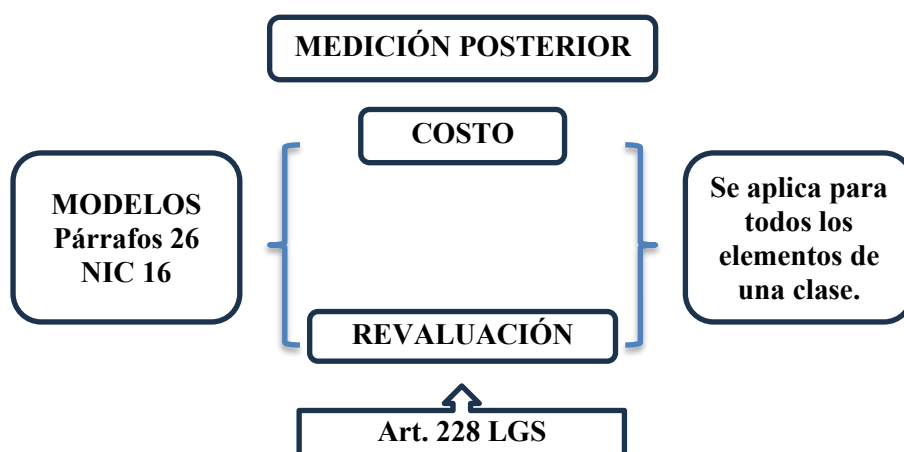 MEDICIÓN POSTERIOR
COSTO
MODELOS
Párrafos 26
NIC 16
Se aplica para
todos los
elementos de
una clase.
REVALUACIÓN
Art. 228 LGS